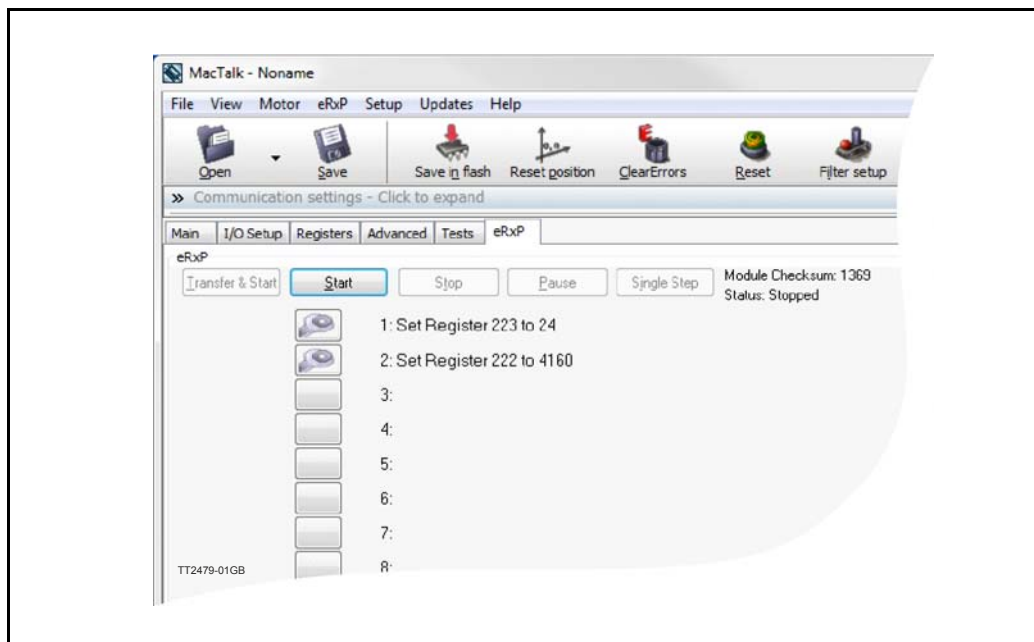 MacTalk - Noname
File View Motor eRxP Setup Updates Help
Open Save Save in flash Reset position ClearErrors Reset Filter setup
» Communication settings - Click to expand
Main I/O Setup Registers Advanced Tests eRxP
eRxP
Transfer & Start Start Stop Pause Single Step Module Checksum: 1369
Status: Stopped
1: Set Register 223 to 24
2: Set Register 222 to 4160
3:
4:
5:
6:
7:
8:
TT2479-01GB